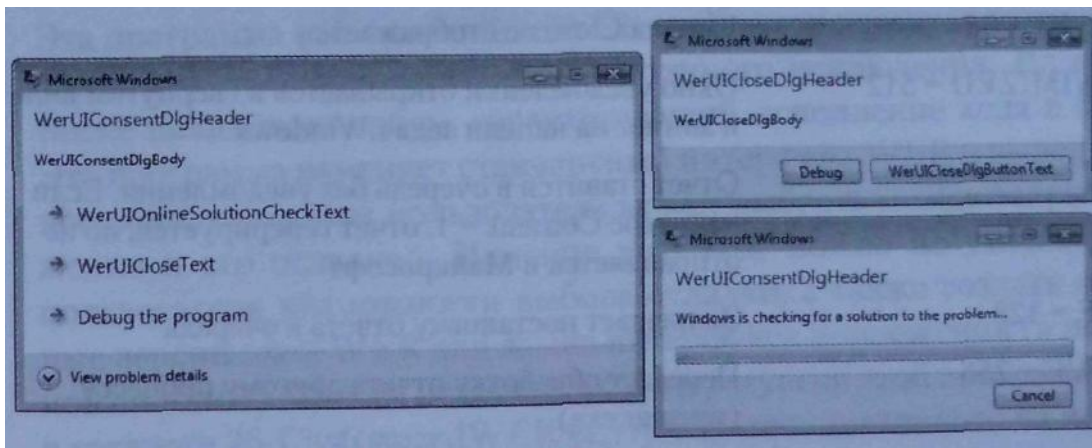 Microsoft Windows
WerUIConsentDlgHeader
WerUIConsentDlgBody
WerUIOnlineSolutionCheckText
WerUICloseText
Debug the program
View problem details
Microsoft Windows
WerUICloseDlgHeader
WerUICloseDlgBody
Debug
WerUICloseDlgButtonText
Microsoft Windows
WerUIConsentDlgHeader
Windows is checking for a solution to the problem...
Cancel